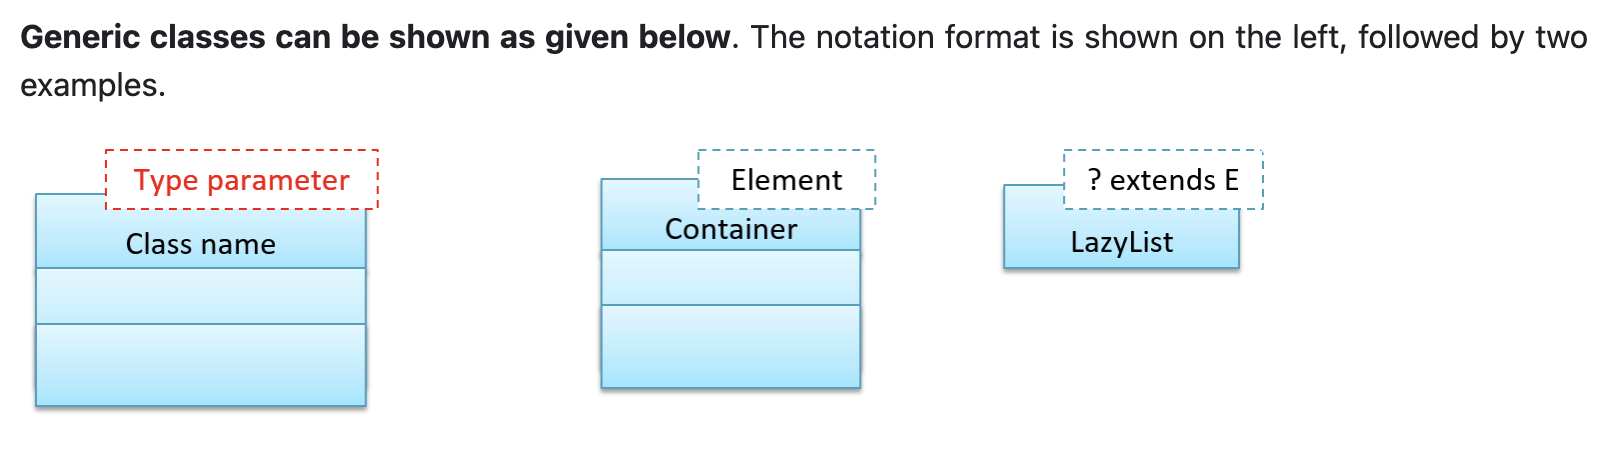 Generic classes can be shown as given below. The notation format is shown on the left, followed by two
examples.
Type parameter
Class name
Element
Container
? extends E
LazyList